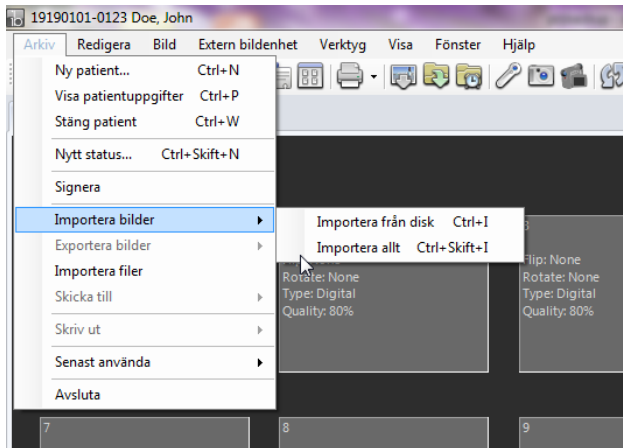 19190101-0123 Doe, John
Arkiv Redigera Bild Extern bildenhet Verktyg Visa Fönster Hjälp
Ny patient... Ctrl+N
Visa patientuppgifter Ctrl+P
Stäng patient Ctrl+W
Nytt status... Ctrl+Skift+N
Signera
Importera bilder
Importera från disk Ctrl+I
Importera allt Ctrl+Skift+I
Exportera bilder
Importera filer
Skicka till
Skriv ut
Senast använda
Avsluta
Rotate: None
Type: Digital
Quality: 80%
Flip: None
Rotate: None
Type: Digital
Quality: 80%
7 8 9